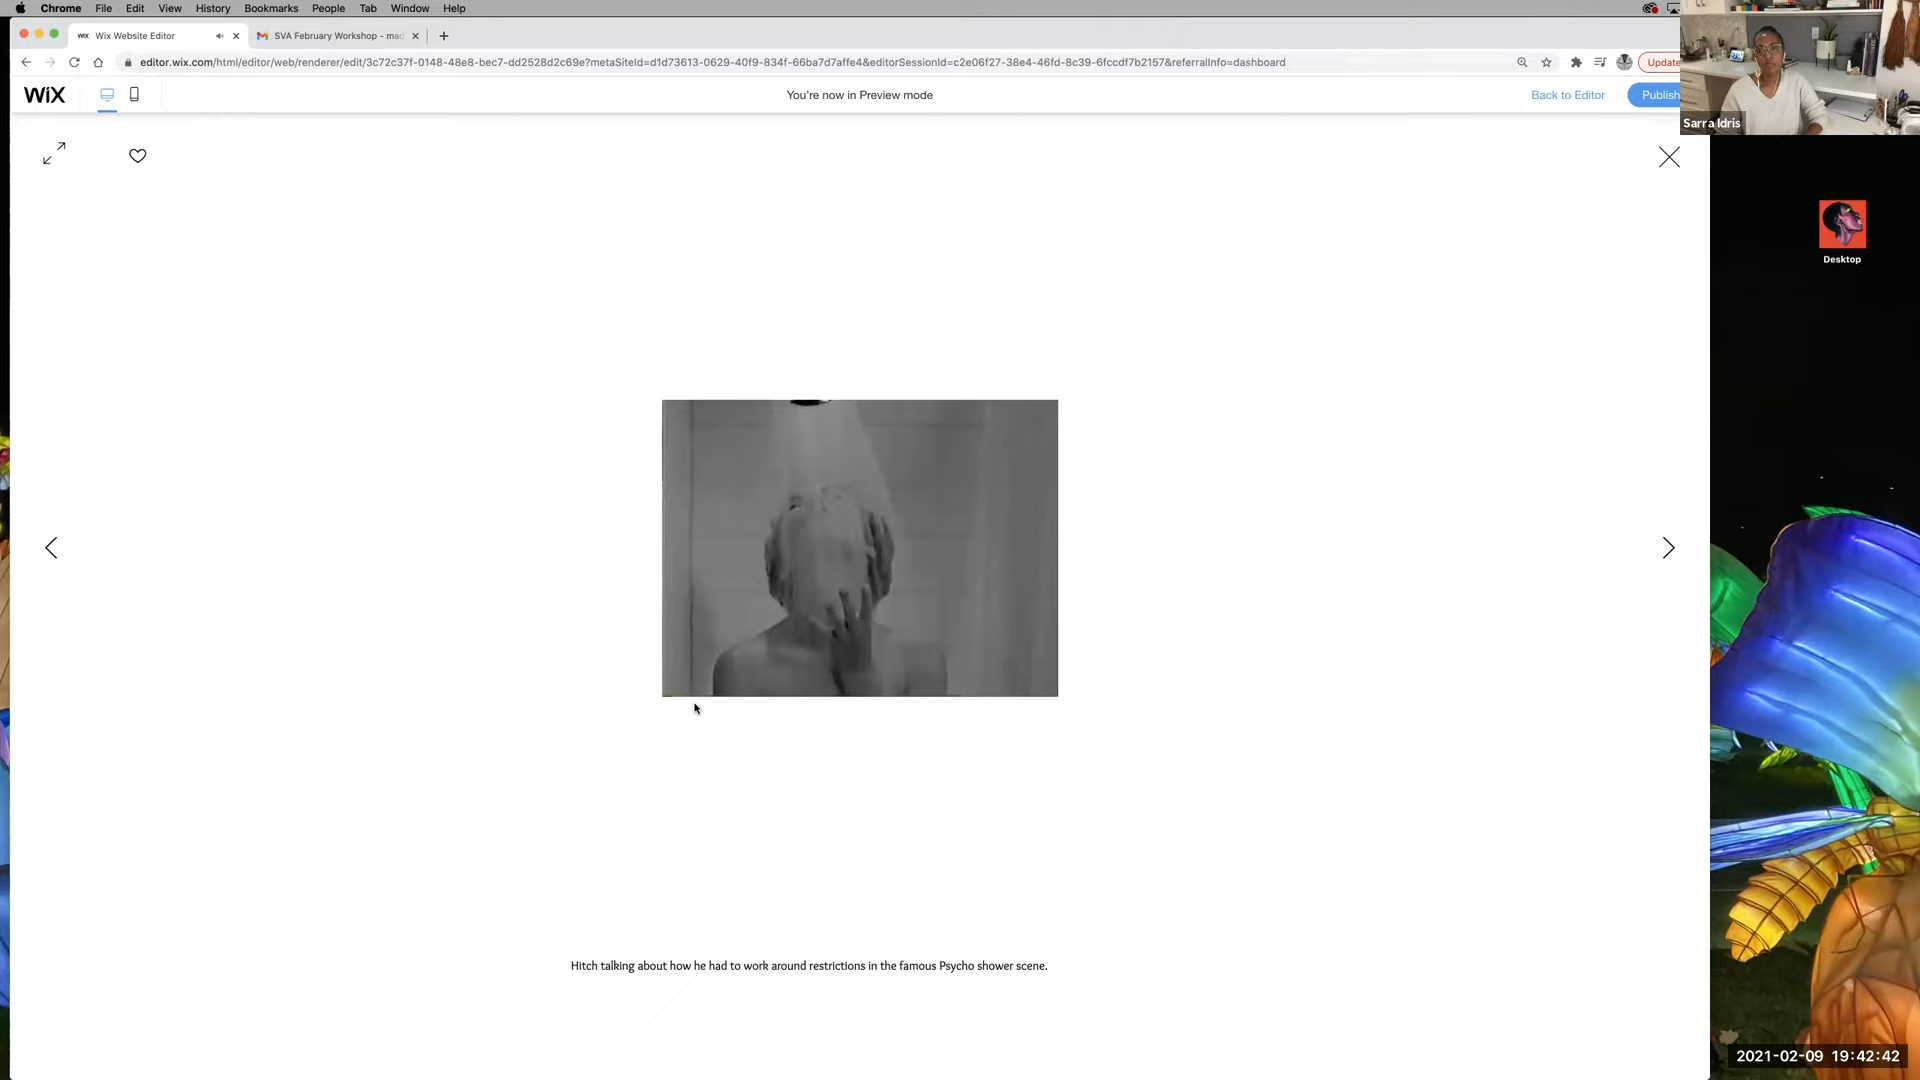 Chrome File Edit View History Bookmarks People Tab Window Help
WiX Wix Website Editor
SVA February Workshop - mad
editor.wix.com/html/editor/web/renderer/edit/3c72c37f-0148-48e8-bec7-dd2528d2c69e?metaSiteId=d1d73613-0629-40f9-834f-66ba7d7affe4&editorSessionId=c2e06f27-38e4-46fd-8c39-6fccdf7b2157&referralInfo=dashboard
Update
WiX
You're now in Preview mode
Back to Editor
Publish
Sarra Idris
Desktop
Hitch talking about how he had to work around restrictions in the famous Psycho shower scene.
2021-02-09 19:42:42